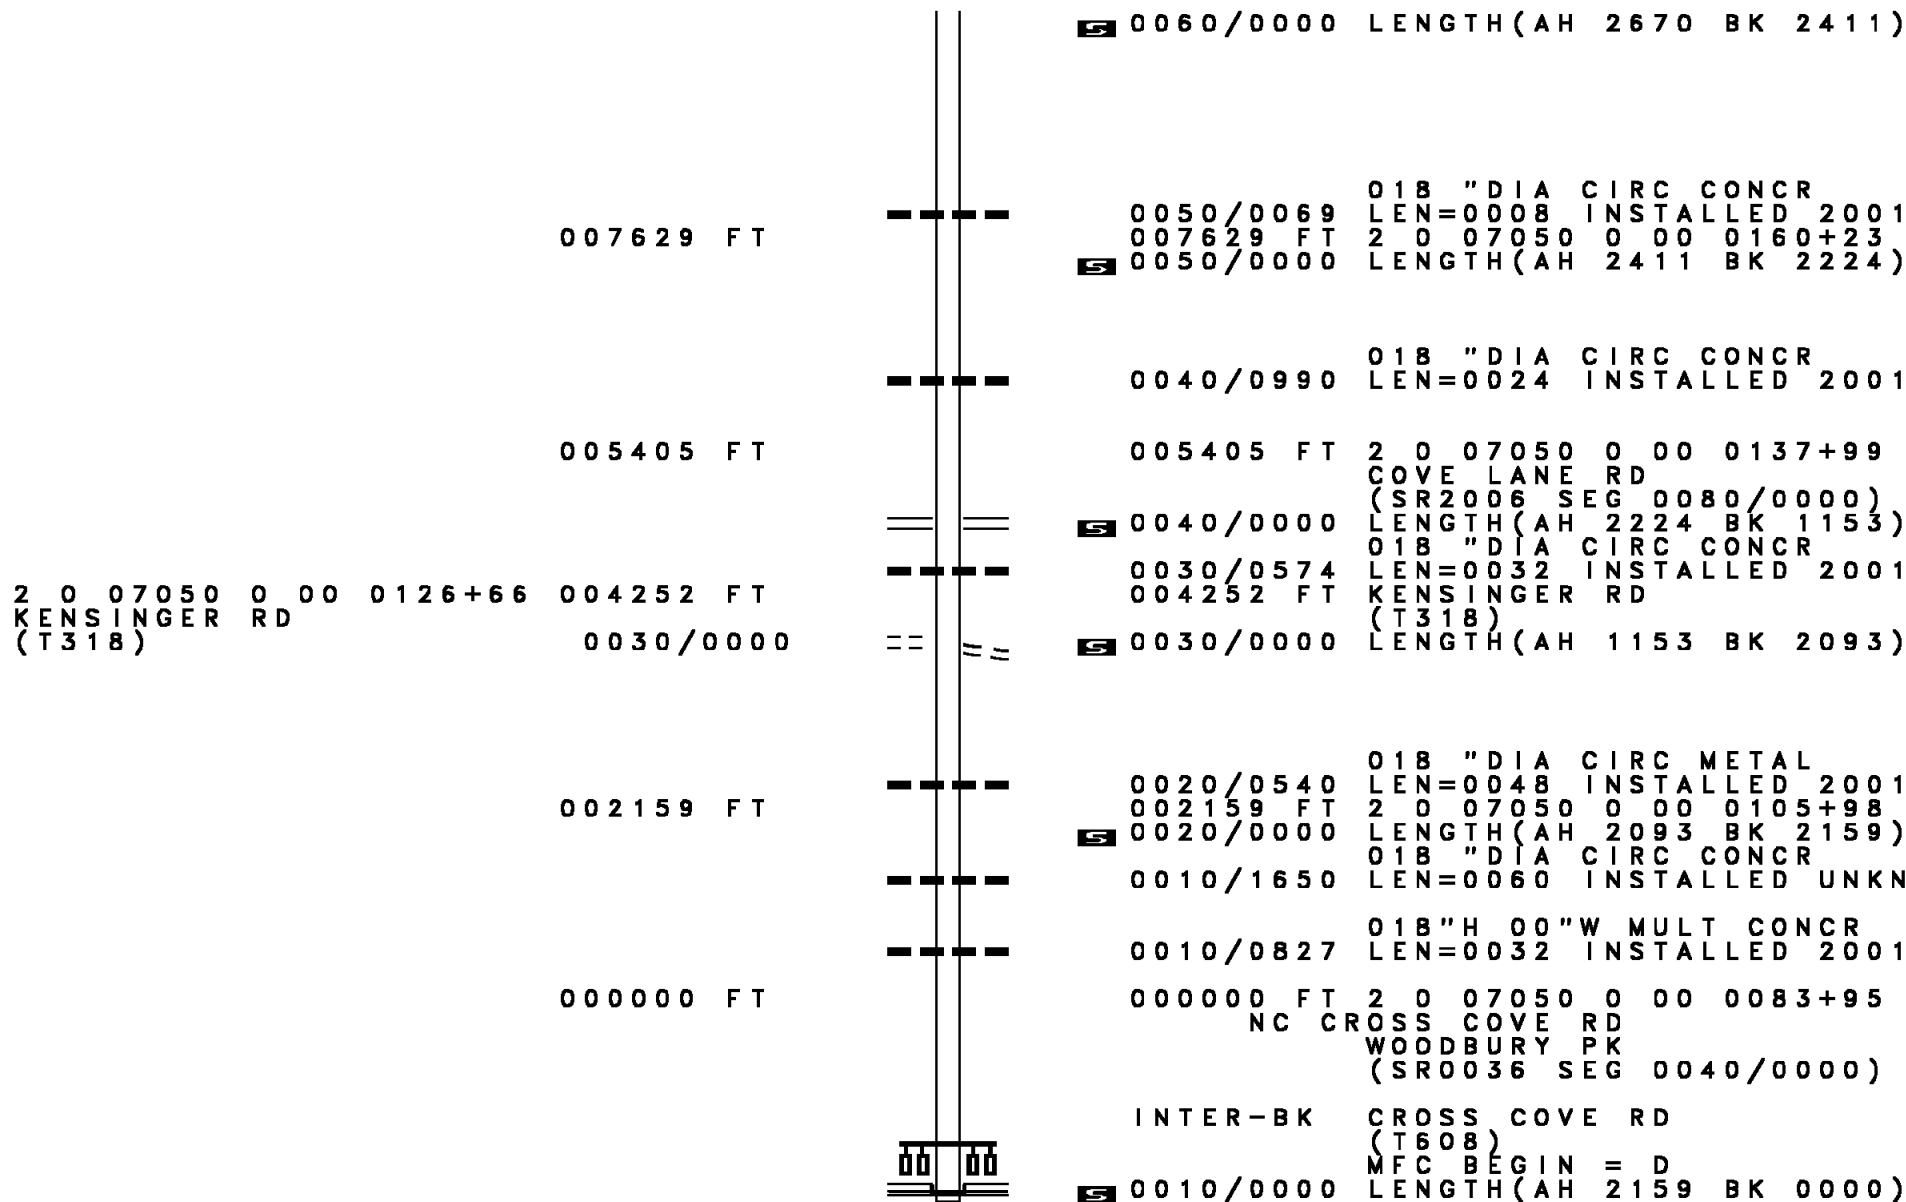 0060/0000 LENGTH(AH 2670 BK 2411)
018 "DIA CIRC CONCR
0050/0069 LEN=0008 INSTALLED 2001
007629 FT 007629 FT 2 0 07050 0 00 0160+23
S 0050/0000 LENGTH(AH 2411 BK 2224)
018 "DIA CIRC CONCR
0040/0990 LEN=0024 INSTALLED 2001
005405 FT 005405 FT 2 0 07050 0 00 0137+99
COVE LANE RD
(SR2006 SEG 0080/0000)
S 0040/0000 LENGTH(AH 2224 BK 1153)
018 "DIA CIRC CONCR
0030/0574 LEN=0032 INSTALLED 2001
2 0 07050 0 00 0126+66 004252 FT 004252 FT KENSINGER RD
KENSINGER RD (T318)
(T318) 0030/0000 S 0030/0000 LENGTH(AH 1153 BK 2093)
018 "DIA CIRC METAL
0020/0540 LEN=0048 INSTALLED 2001
002159 FT 002159 FT 2 0 07050 0 00 0105+98
S 0020/0000 LENGTH(AH 2093 BK 2159)
018 "DIA CIRC CONCR
0010/1650 LEN=0060 INSTALLED UNKN
018"H 00"W MULT CONCR
0010/0827 LEN=0032 INSTALLED 2001
000000 FT 000000 FT 2 0 07050 0 00 0083+95
NC CROSS COVE RD
WOODBURY PK
(SR0036 SEG 0040/0000)
INTER-BK CROSS COVE RD
(T608)
MFC BEGIN = D
S 0010/0000 LENGTH(AH 2159 BK 0000)